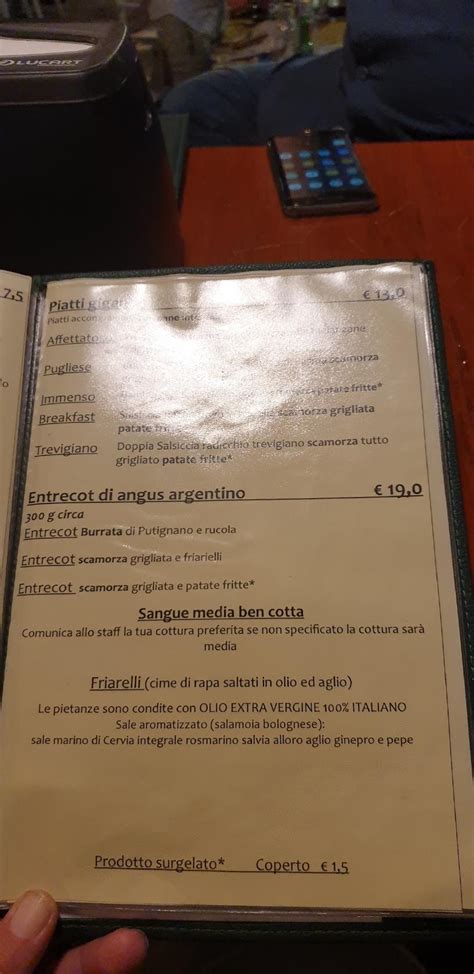 LUCART
7,5
Piatti € 13,0
Piatti
Affettato
Pugliese scamorza
Immenso patate fritte*
Breakfast scamorza grigliata
patate
Trevigiano Doppia Salsiccia radicchio trevigiano scamorza tutto
grigliato patate fritte*
Entrecot di angus argentino € 19,0
300 g circa
Entrecot Burrata di Putignano e rucola
Entrecot scamorza grigliata e friarielli
Entrecot scamorza grigliata e patate fritte*
Sangue media ben cotta
Comunica allo staff la tua cottura preferita se non specificato la cottura sarà
media
Friarelli (cime di rapa saltati in olio ed aglio)
Le pietanze sono condite con OLIO EXTRA VERGINE 100% ITALIANO
Sale aromatizzato (salamoia bolognese):
sale marino di Cervia integrale rosmarino salvia alloro aglio ginepro e pepe
Prodotto surgelato* Coperto € 1,5